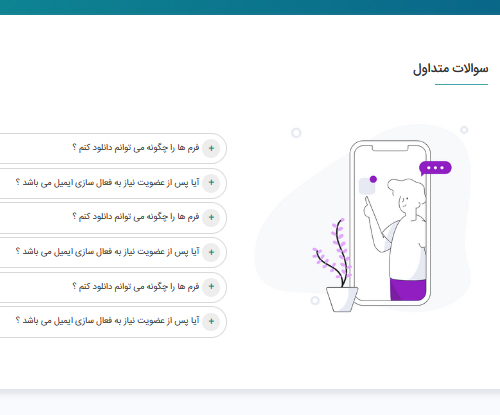 سوالات متداول
فرم ها را چگونه می توانم دانلود کنم ؟
آیا پس از عضویت نیاز به فعال سازی ایمیل می باشد ؟
فرم ها را چگونه می توانم دانلود کنم ؟
آیا پس از عضویت نیاز به فعال سازی ایمیل می باشد ؟
فرم ها را چگونه می توانم دانلود کنم ؟
آیا پس از عضویت نیاز به فعال سازی ایمیل می باشد ؟